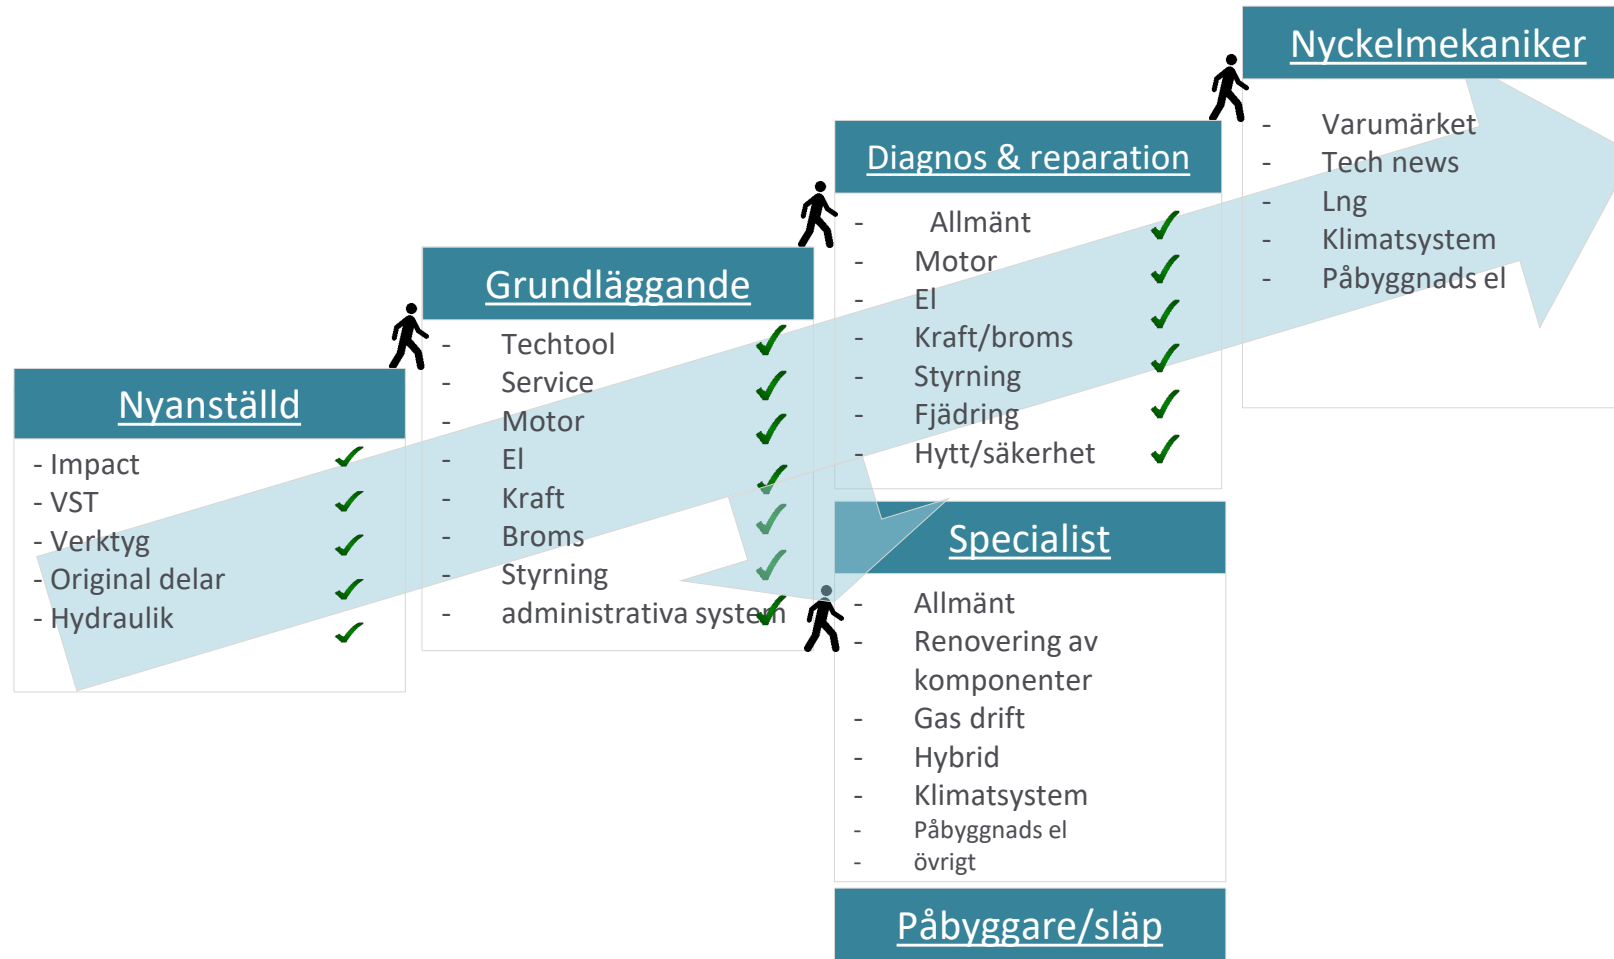 Nyanställd
- Impact
- VST
- Verktyg
- Original delar
- Hydraulik
Grundläggande
- Techtool
- Service
- Motor
- El
- Kraft
- Broms
- Styrning
- administrativa system
Diagnos & reparation
- Allmänt
- Motor
- El
- Kraft/broms
- Styrning
- Fjädring
- Hytt/säkerhet
Specialist
- Allmänt
- Renovering av
komponenter
- Gas drift
- Hybrid
- Klimatsystem
- Påbyggnads el
- övrigt
Påbyggare/släp
Nyckelmekaniker
- Varumärket
- Tech news
- Lng
- Klimatsystem
- Påbyggnads el